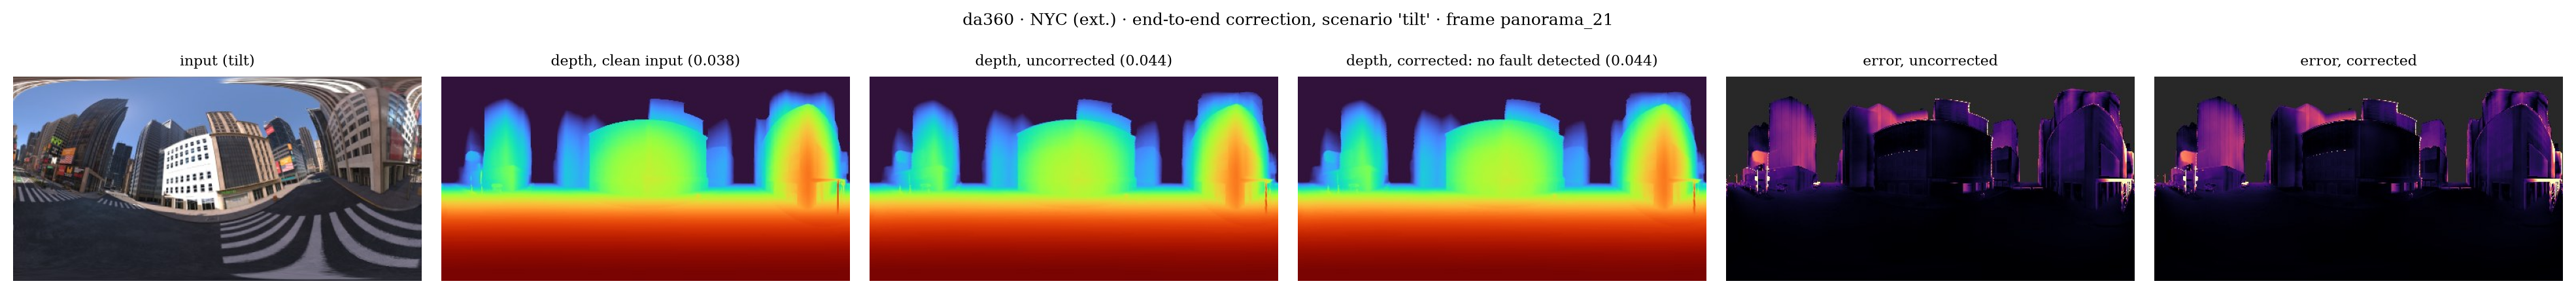 da360 · NYC (ext.) · end-to-end correction, scenario 'tilt' · frame panorama_21
input (tilt)
depth, clean input (0.038)
depth, uncorrected (0.044)
depth, corrected: no fault detected (0.044)
error, uncorrected
error, corrected